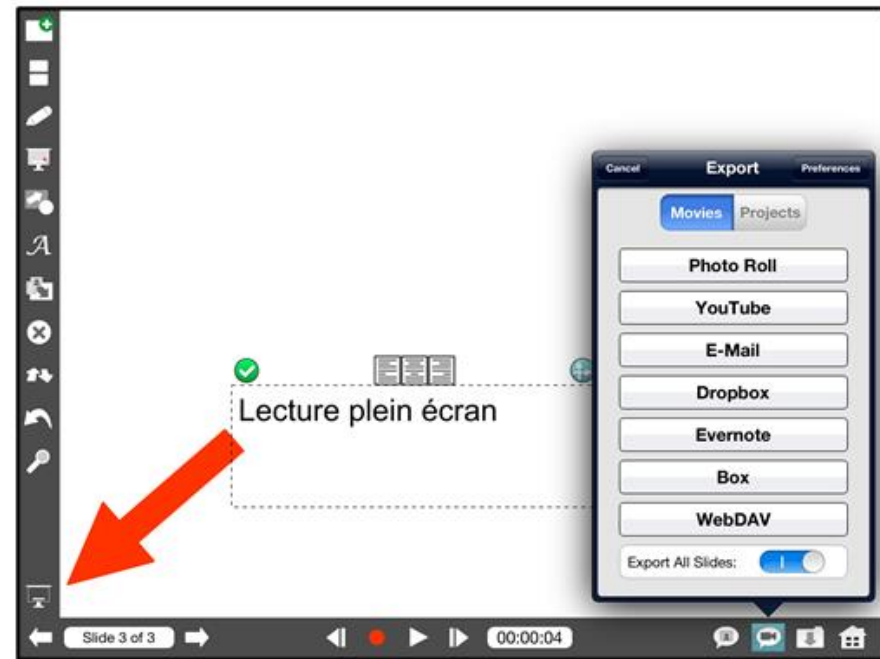 Cancel Export Preferences
Movies Projects
Photo Roll
YouTube
E-Mail
Dropbox
Evernote
Box
WebDAV
Export All Slides:
A
Lecture plein écran
Slide 3 of 3
00:00:04